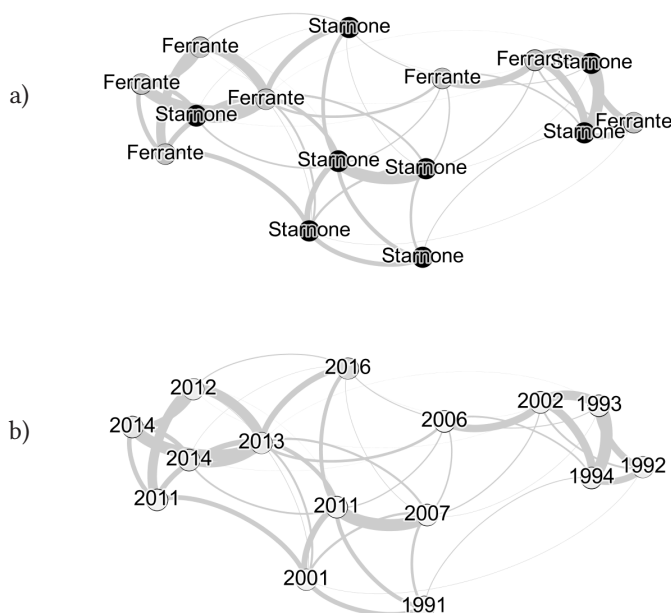 a)
Starnone
Ferrante
Ferrante
Starnone
Ferrante
Ferrante
Ferrante
Starnone
Ferrante
Starnone
Ferrante
Starnone
Starnone
Starnone
Starnone
b)
2016
2012
2002
1993
2014
2006
2013
2014
1992
1994
2011
2011
2007
2001
1991